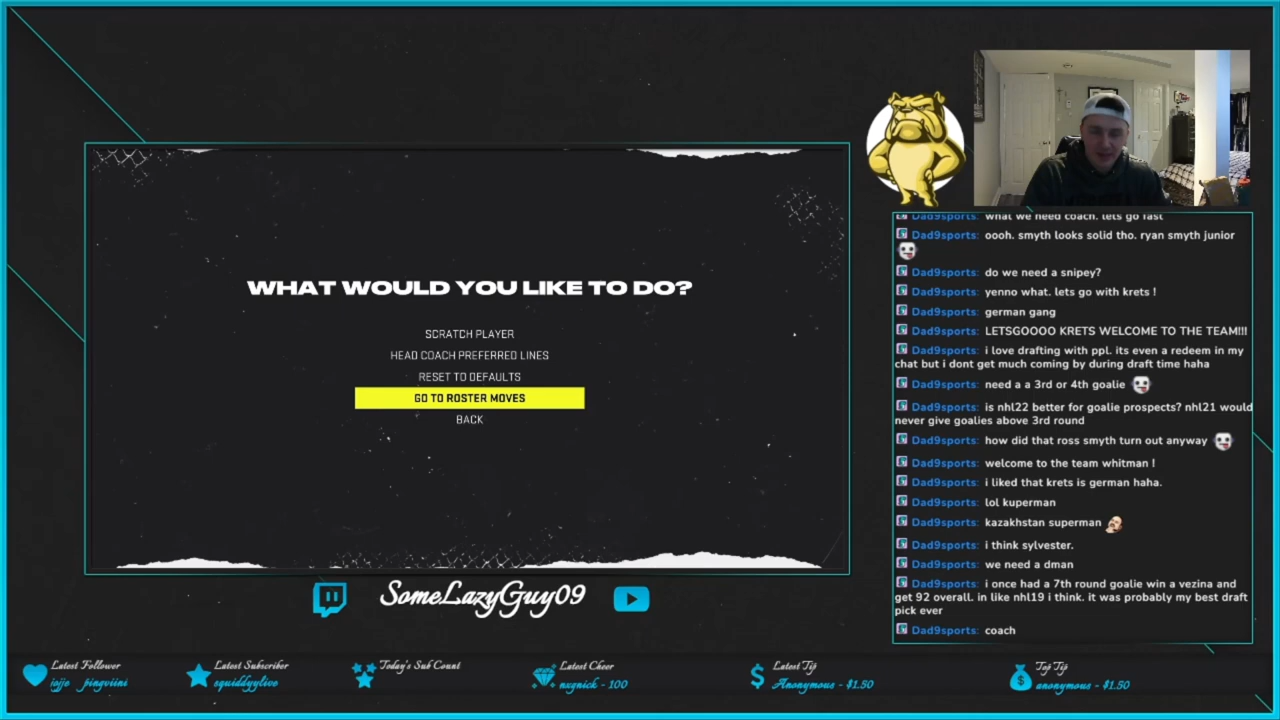 WHAT WOULD YOU LIKE TO DO?
SCRATCH PLAYER
HEAD COACH PREFERRED LINES
RESET TO DEFAULTS
GO TO ROSTER MOVES
BACK
Dad9sports: what we need coach. lets go fast
Dad9sports: oooh. smyth looks solid tho. ryan smyth junior
Dad9sports: do we need a snipey?
Dad9sports: yenno what. lets go with krets !
Dad9sports: german gang
Dad9sports: LETSGOOOO KRETS WELCOME TO THE TEAM!!!
Dad9sports: i love drafting with ppl. its even a redeem in my
chat but i dont get much coming by during draft time haha
Dad9sports: need a a 3rd or 4th goalie
Dad9sports: is nhl22 better for goalie prospects? nhl21 would
never give goalies above 3rd round
Dad9sports: how did that ross smyth turn out anyway
Dad9sports: welcome to the team whitman !
Dad9sports: i liked that krets is german haha.
Dad9sports: lol kuperman
Dad9sports: kazakhstan superman
Dad9sports: i think sylvester.
Dad9sports: we need a dman
Dad9sports: i once had a 7th round goalie win a vezina and
get 92 overall. in like nhl19 i think. it was probably my best draft
pick ever
Dad9sports: coach
SomeLazyGuy09
Latest Follower
iojje_pingviini
Latest Subscriber
squiddyylive
Today's Sub Count
Latest Cheer
nxgnick - 100
Latest Tip
Anonymous - $1.50
Top Tip
anonymous - $1.50